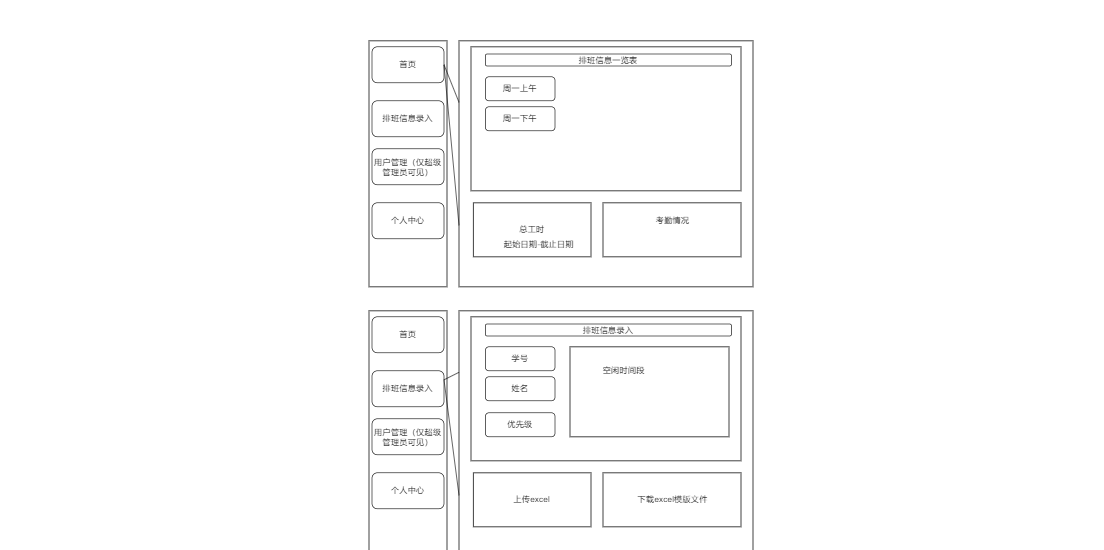 首页
排班信息录入
用户管理（仅超级
管理员可见）
个人中心
排班信息一览表
周一上午
周一下午
总工时
起始日期-截止日期
考勤情况
首页
排班信息录入
用户管理（仅超级
管理员可见）
个人中心
排班信息录入
学号
姓名
优先级
空闲时间段
上传excel
下载excel模版文件